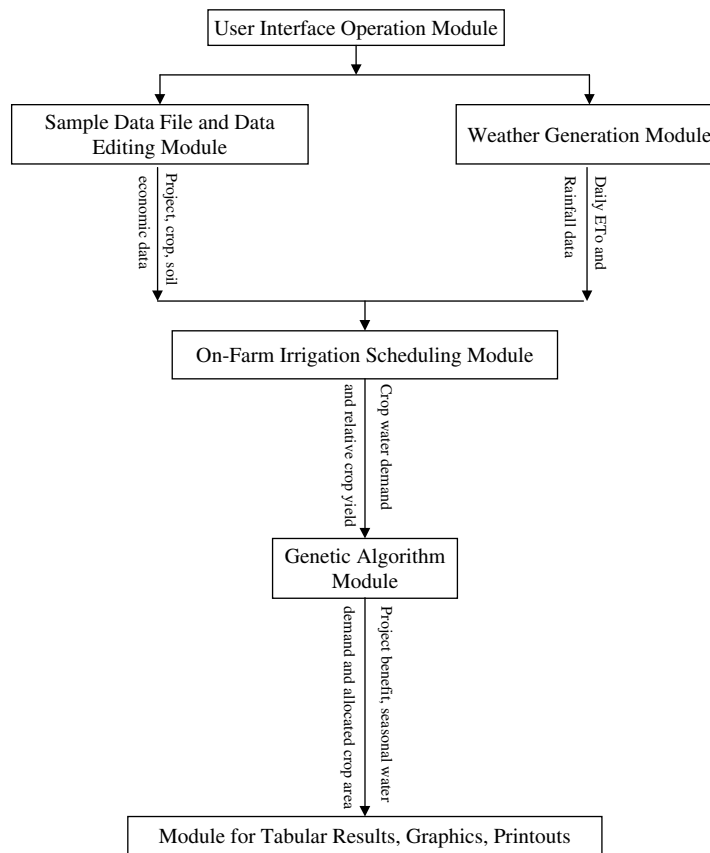 User Interface Operation Module
Sample Data File and Data
Editing Module
Weather Generation Module
Project, crop, soil
economic data
Daily ETo and
Rainfall data
On-Farm Irrigation Scheduling Module
Crop water demand
and relative crop yield
Genetic Algorithm
Module
Project benefit, seasonal water
demand and allocated crop area
Module for Tabular Results, Graphics, Printouts